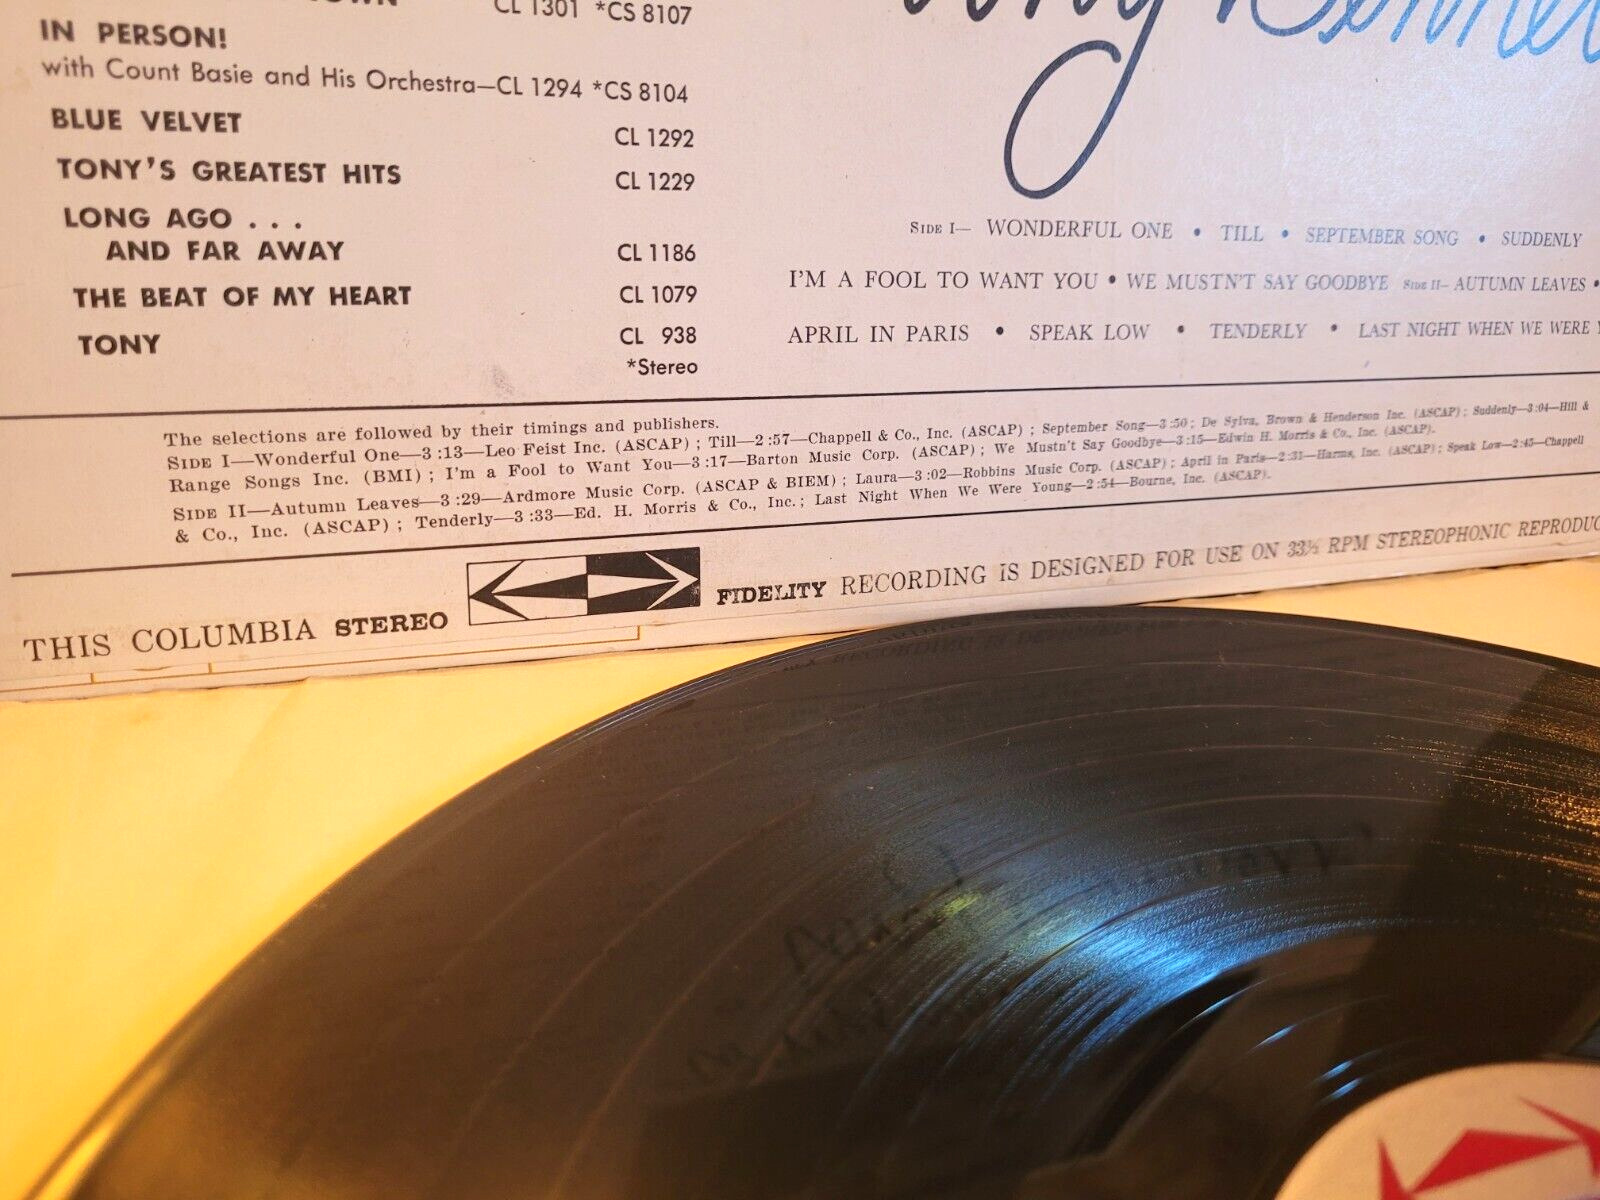 CL 1301 *CS 8107
IN PERSON!
with Count Basie and His Orchestra—CL 1294 *CS 8104
BLUE VELVET CL 1292
TONY'S GREATEST HITS CL 1229
LONG AGO . . .
AND FAR AWAY CL 1186
THE BEAT OF MY HEART CL 1079
TONY CL 938
*Stereo
SIDE I— WONDERFUL ONE • TILL • SEPTEMBER SONG • SUDDENLY
I'M A FOOL TO WANT YOU • WE MUSTN'T SAY GOODBYE SIDE II— AUTUMN LEAVES •
APRIL IN PARIS • SPEAK LOW • TENDERLY • LAST NIGHT WHEN WE WERE
The selections are followed by their timings and publishers.
SIDE I—Wonderful One—3:13—Leo Feist Inc. (ASCAP); Till—2:57—Chappell & Co., Inc. (ASCAP); September Song—3:50; De Sylva, Brown & Henderson Inc. (ASCAP); Suddenly—3:04—Hill &
Range Songs Inc. (BMI); I'm a Fool to Want You—3:17—Barton Music Corp. (ASCAP); We Mustn't Say Goodbye—3:15—Edwin H. Morris & Co., Inc. (ASCAP).
SIDE II—Autumn Leaves—3:29—Ardmore Music Corp. (ASCAP & BIEM); Laura—3:02—Robbins Music Corp. (ASCAP); April in Paris—2:31—Harms, Inc. (ASCAP); Speak Low—2:45—Chappell
& Co., Inc. (ASCAP); Tenderly—3:33—Ed. H. Morris & Co., Inc.; Last Night When We Were Young—2:54—Bourne, Inc. (ASCAP).
THIS COLUMBIA STEREO FIDELITY RECORDING IS DESIGNED FOR USE ON 33⅓ RPM STEREOPHONIC